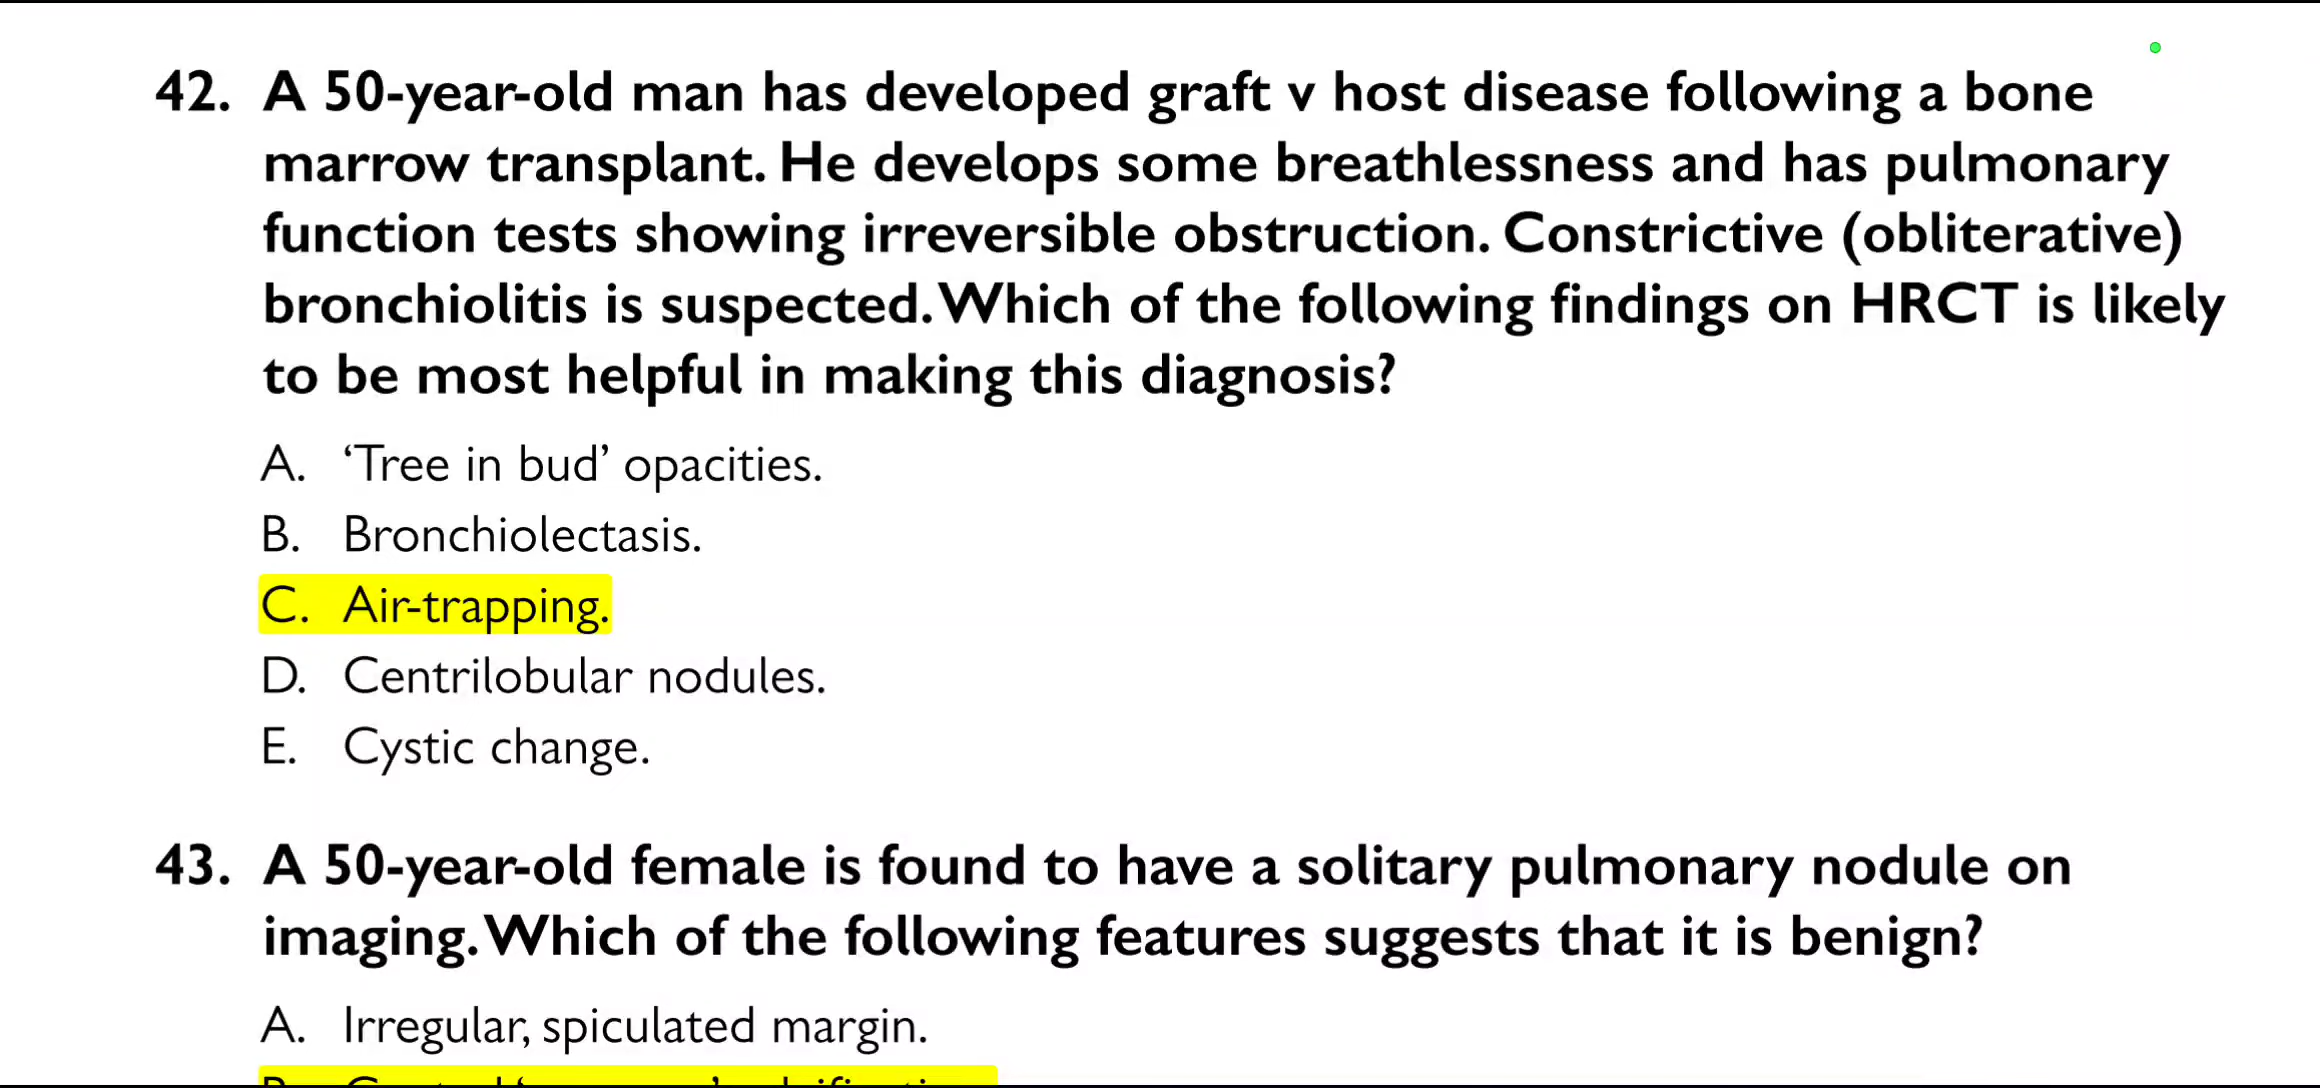 42. A 50-year-old man has developed graft v host disease following a bone
marrow transplant. He develops some breathlessness and has pulmonary
function tests showing irreversible obstruction. Constrictive (obliterative)
bronchiolitis is suspected. Which of the following findings on HRCT is likely
to be most helpful in making this diagnosis?
A. ‘Tree in bud’ opacities.
B. Bronchiolectasis.
C. Air-trapping.
D. Centrilobular nodules.
E. Cystic change.
43. A 50-year-old female is found to have a solitary pulmonary nodule on
imaging. Which of the following features suggests that it is benign?
A. Irregular, spiculated margin.